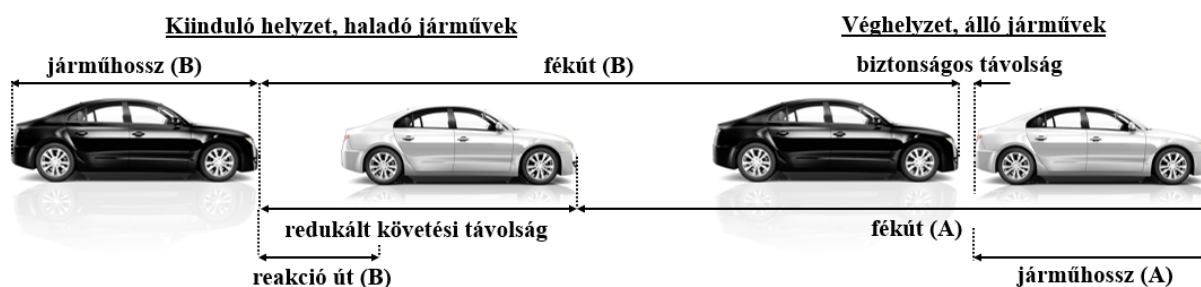 Kiinduló helyzet, haladó járművek
Véghelyzet, álló járművek
járműhossz (B)
fékút (B)
biztonságos távolság
redukált követési távolság
fékút (A)
reakció út (B)
járműhossz (A)